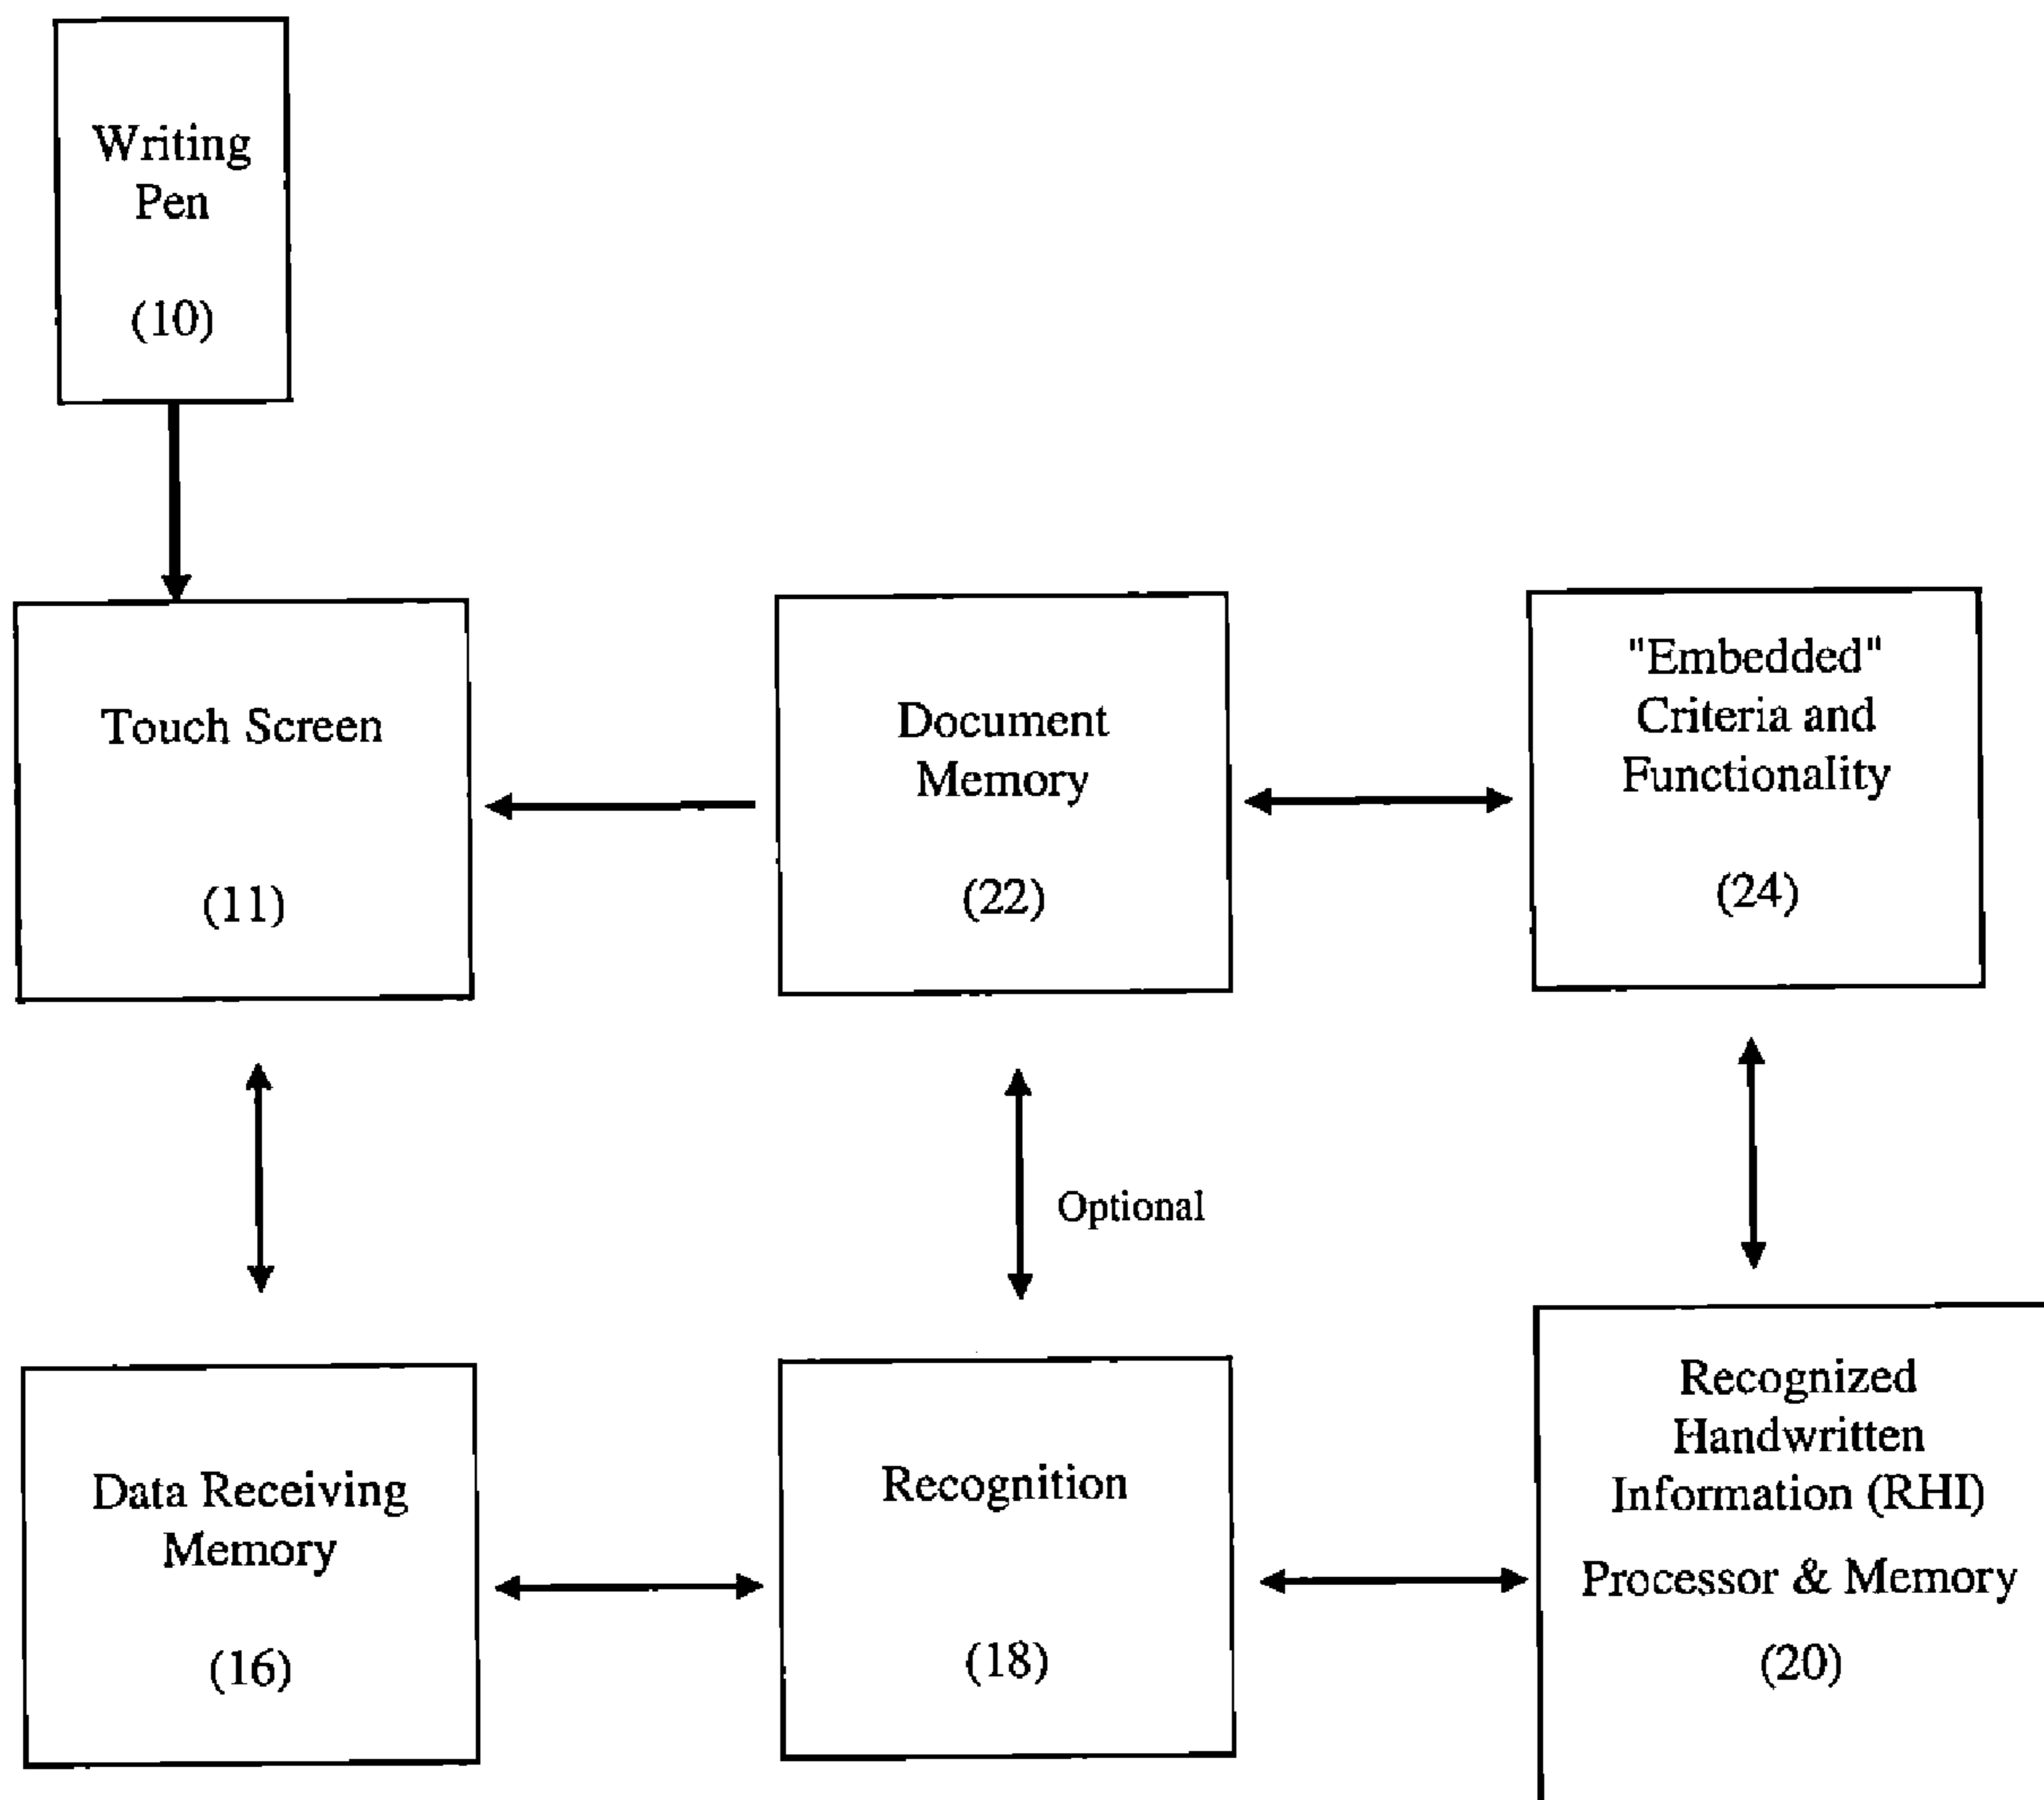 Writing
Pen
(10)
Touch Screen
(11)
Document
Memory
(22)
"Embedded"
Criteria and
Functionality
(24)
Optional
Data Receiving
Memory
(16)
Recognition
(18)
Recognized
Handwritten
Information (RHI)
Processor & Memory
(20)